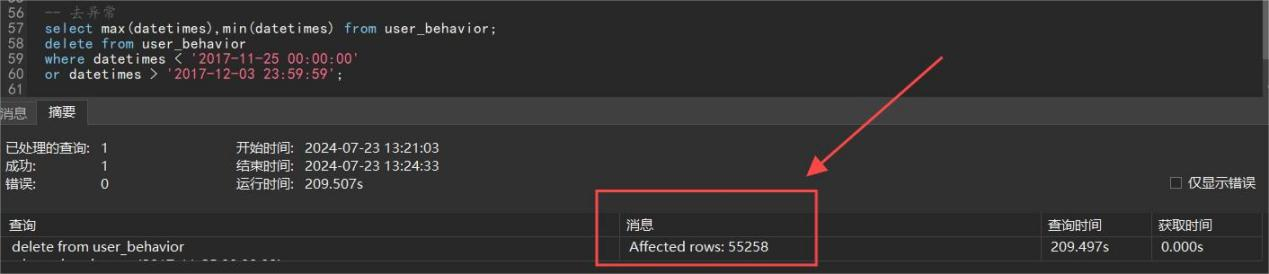 56 -- 去异常
57 select max(datetimes),min(datetimes) from user_behavior;
58 delete from user_behavior
59 where datetimes < '2017-11-25 00:00:00'
60 or datetimes > '2017-12-03 23:59:59';
61
消息 摘要
已处理的查询: 1 开始时间: 2024-07-23 13:21:03
成功: 1 结束时间: 2024-07-23 13:24:33
错误: 0 运行时间: 209.507s
仅显示错误
查询 消息 查询时间 获取时间
delete from user_behavior Affected rows: 55258 209.497s 0.000s